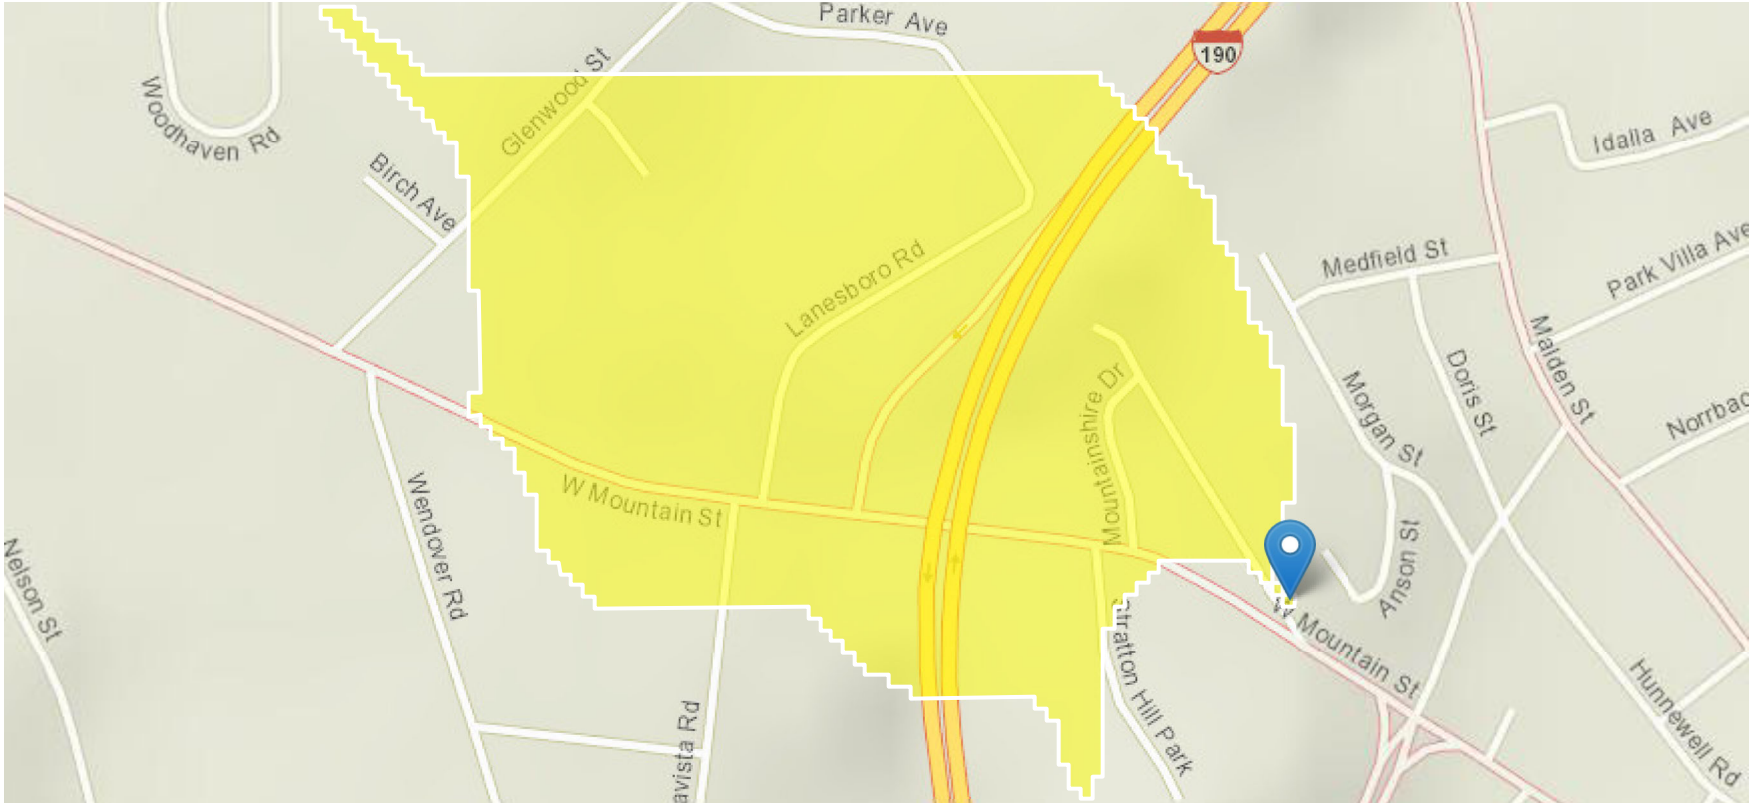 Parker Ave
190
Woodhaven Rd
Glenwood St
Idalla Ave
Birch Ave
Medfield St
Park Villa Ave
Lanesboro Rd
Malden St
Doris St
Morgan St
Mountainshire Dr
Norrbac
W Mountain St
Wendover Rd
Anson St
Nelson St
W Mountain St
Stratton Hill Park
Hunnewell Rd
avista Rd